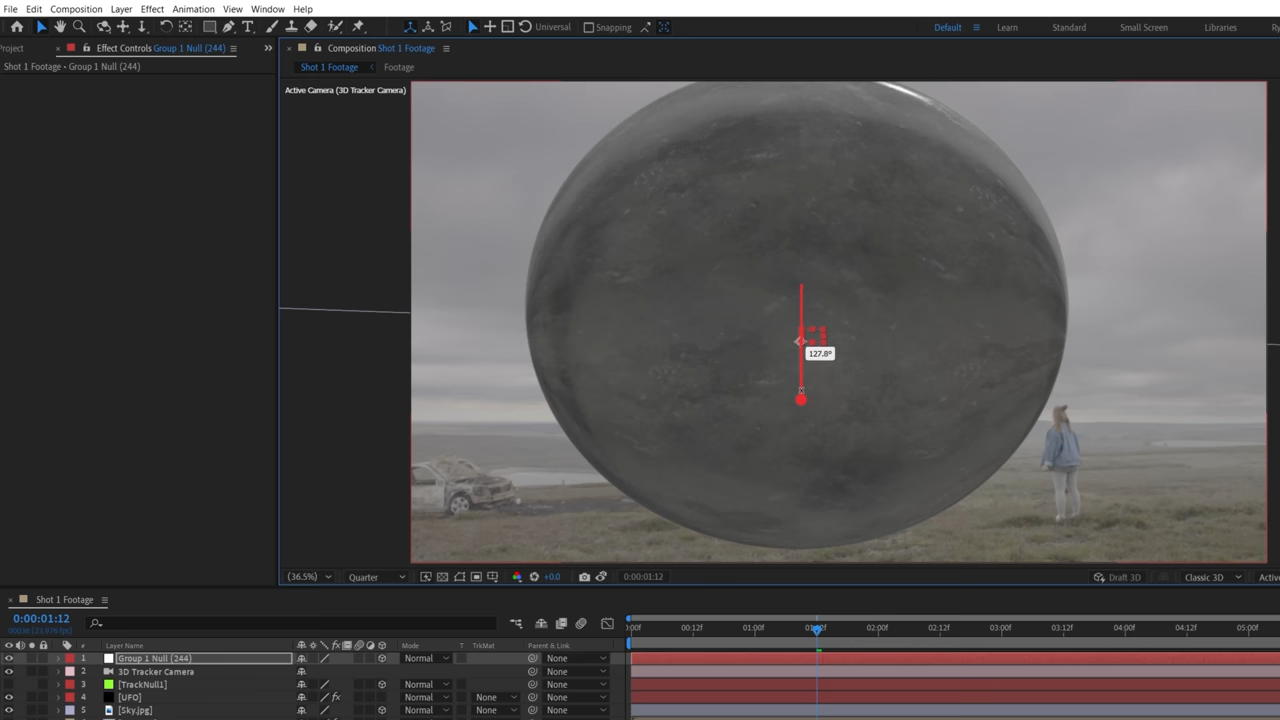 File Edit Composition Layer Effect Animation View Window Help
Universal Snapping Default Learn Standard Small Screen Libraries
Project Effect Controls Group 1 Null (244) Composition Shot 1 Footage
Shot 1 Footage • Group 1 Null (244) Shot 1 Footage Footage
Active Camera (3D Tracker Camera)
127.8°
(36.5%) Quarter +0.0 0:00:01:12 Draft 3D Classic 3D
Shot 1 Footage
0:00:01:12
00:12f 01:00f 02:00f 02:12f 03:00f 03:12f 04:00f 04:12f 05:00f
# Layer Name Mode T TrkMat Parent & Link
1 Group 1 Null (244) Normal None
2 3D Tracker Camera None
3 [TrackNull1] Normal None
4 [UFO] Normal None None
5 [Sky.jpg] Normal None None